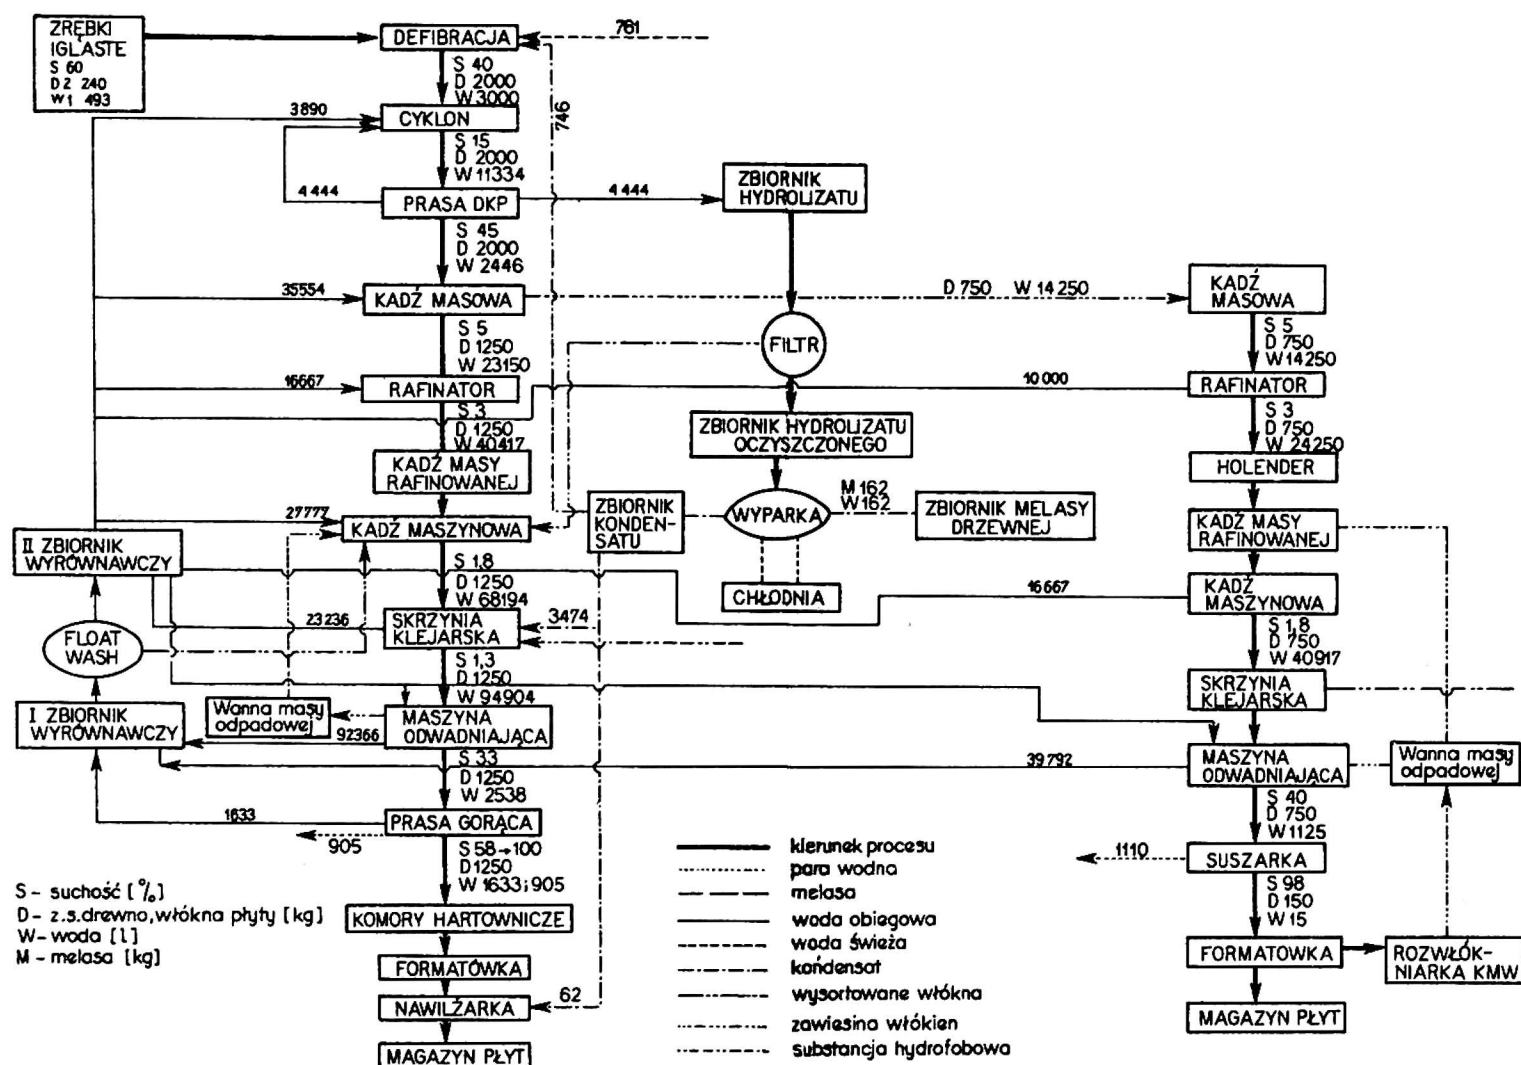 ZRĘBKI
IGLASTE
S 60
D2 240
W1 493
DEFIBRACJA
761
S 40
D 2000
W 3000
3890
CYKLON
746
S 15
D 2000
W 11334
4 444
PRASA DKP
4 444
ZBIORNIK
HYDROLIZATU
S 45
D 2000
W 2446
35554
KADŹ MASOWA
D 750 W 14 250
KADŹ
MASOWA
S 5
D 1250
W 23150
FILTR
S 5
D 750
W 14250
16667
RAFINATOR
10 000
RAFINATOR
S 3
D 1250
W 40417
ZBIORNIK HYDROLIZATU
OCZYSZCZONEGO
S 3
D 750
W 24250
KADŹ MASY
RAFINOWANEJ
HOLENDER
27777
KADŹ MASZYNOWA
ZBIORNIK
KONDEN-
SATU
WYPARKA
M 162
W 162
ZBIORNIK MELASY
DRZEWNEJ
KADŹ MASY
RAFINOWANEJ
II ZBIORNIK
WYRÓWNAWCZY
S 1,8
D 1250
W 68194
CHŁODNIA
16 667
KADŹ
MASZYNOWA
FLOAT
WASH
23 236
SKRZYNIA
KLEJARSKA
3474
S 1,8
D 750
W 40917
S 1,3
D 1250
W 94904
SKRZYNIA
KLEJARSKA
I ZBIORNIK
WYRÓWNAWCZY
Wanna masy
odpadowej
92366
MASZYNA
ODWADNIAJĄCA
39 792
MASZYNA
ODWADNIAJĄCA
Wanna masy
odpadowej
S 33
D 1250
W 2538
S 40
D 750
W 1125
1633
PRASA GORĄCA
905
S 58→100
D 1250
W 1633; 905
1110
SUSZARKA
S 98
D 150
W 15
KOMORY HARTOWNICZE
FORMATÓWKA
NAWILŻARKA
62
MAGAZYN PŁYT
FORMATOWKA
ROZWŁÓK-
NIARKA KMW
MAGAZYN PŁYT
S - suchość [%]
D - z.s.drewno, włókna płyty [kg]
W - woda [l]
M - melasa [kg]
kierunek procesu
para wodna
melasa
woda obiegowa
woda świeża
kondensat
wysortowane włókna
zawiesina włókien
substancja hydrofobowa